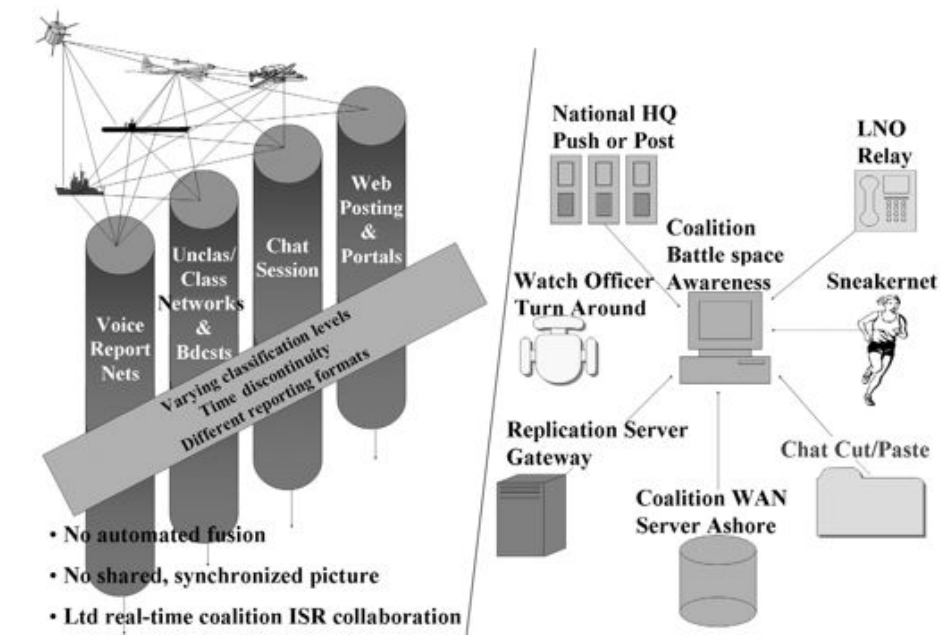 Voice
Report
Nets
Unclas/
Class
Networks
&
Bdcsts
Chat
Session
Web
Posting
&
Portals
Varying classification levels
Time discontinuity
Different reporting formats
• No automated fusion
• No shared, synchronized picture
• Ltd real-time coalition ISR collaboration
National HQ
Push or Post
LNO
Relay
Coalition
Battle space
Awareness
Watch Officer
Turn Around
Sneakernet
Replication Server
Gateway
Chat Cut/Paste
Coalition WAN
Server Ashore